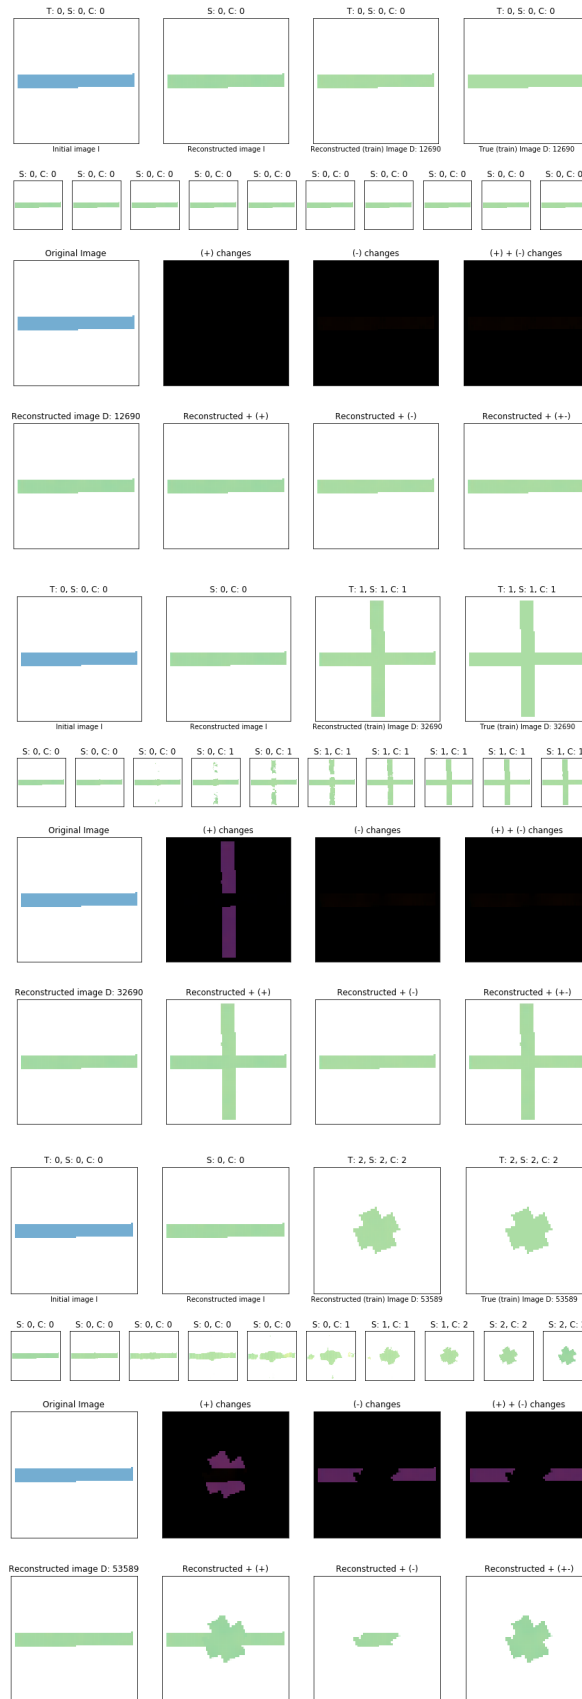 T: 0, S: 0, C: 0 S: 0, C: 0 T: 0, S: 0, C: 0 T: 0, S: 0, C: 0
Initial image I Reconstructed image I Reconstructed (train) Image D: 12690 True (train) Image D: 12690
S: 0, C: 0 S: 0, C: 0 S: 0, C: 0 S: 0, C: 0 S: 0, C: 0 S: 0, C: 0 S: 0, C: 0 S: 0, C: 0 S: 0, C: 0 S: 0, C: 0
Original Image (+) changes (-) changes (+) + (-) changes
Reconstructed image D: 12690 Reconstructed + (+) Reconstructed + (-) Reconstructed + (+-)
T: 0, S: 0, C: 0 S: 0, C: 0 T: 1, S: 1, C: 1 T: 1, S: 1, C: 1
Initial image I Reconstructed image I Reconstructed (train) Image D: 32690 True (train) Image D: 32690
S: 0, C: 0 S: 0, C: 0 S: 0, C: 0 S: 0, C: 1 S: 0, C: 1 S: 1, C: 1 S: 1, C: 1 S: 1, C: 1 S: 1, C: 1 S: 1, C: 1
Original Image (+) changes (-) changes (+) + (-) changes
Reconstructed image D: 32690 Reconstructed + (+) Reconstructed + (-) Reconstructed + (+-)
T: 0, S: 0, C: 0 S: 0, C: 0 T: 2, S: 2, C: 2 T: 2, S: 2, C: 2
Initial image I Reconstructed image I Reconstructed (train) Image D: 53589 True (train) Image D: 53589
S: 0, C: 0 S: 0, C: 0 S: 0, C: 0 S: 0, C: 0 S: 0, C: 0 S: 0, C: 1 S: 1, C: 1 S: 1, C: 2 S: 2, C: 2 S: 2, C:
Original Image (+) changes (-) changes (+) + (-) changes
Reconstructed image D: 53589 Reconstructed + (+) Reconstructed + (-) Reconstructed + (+-)